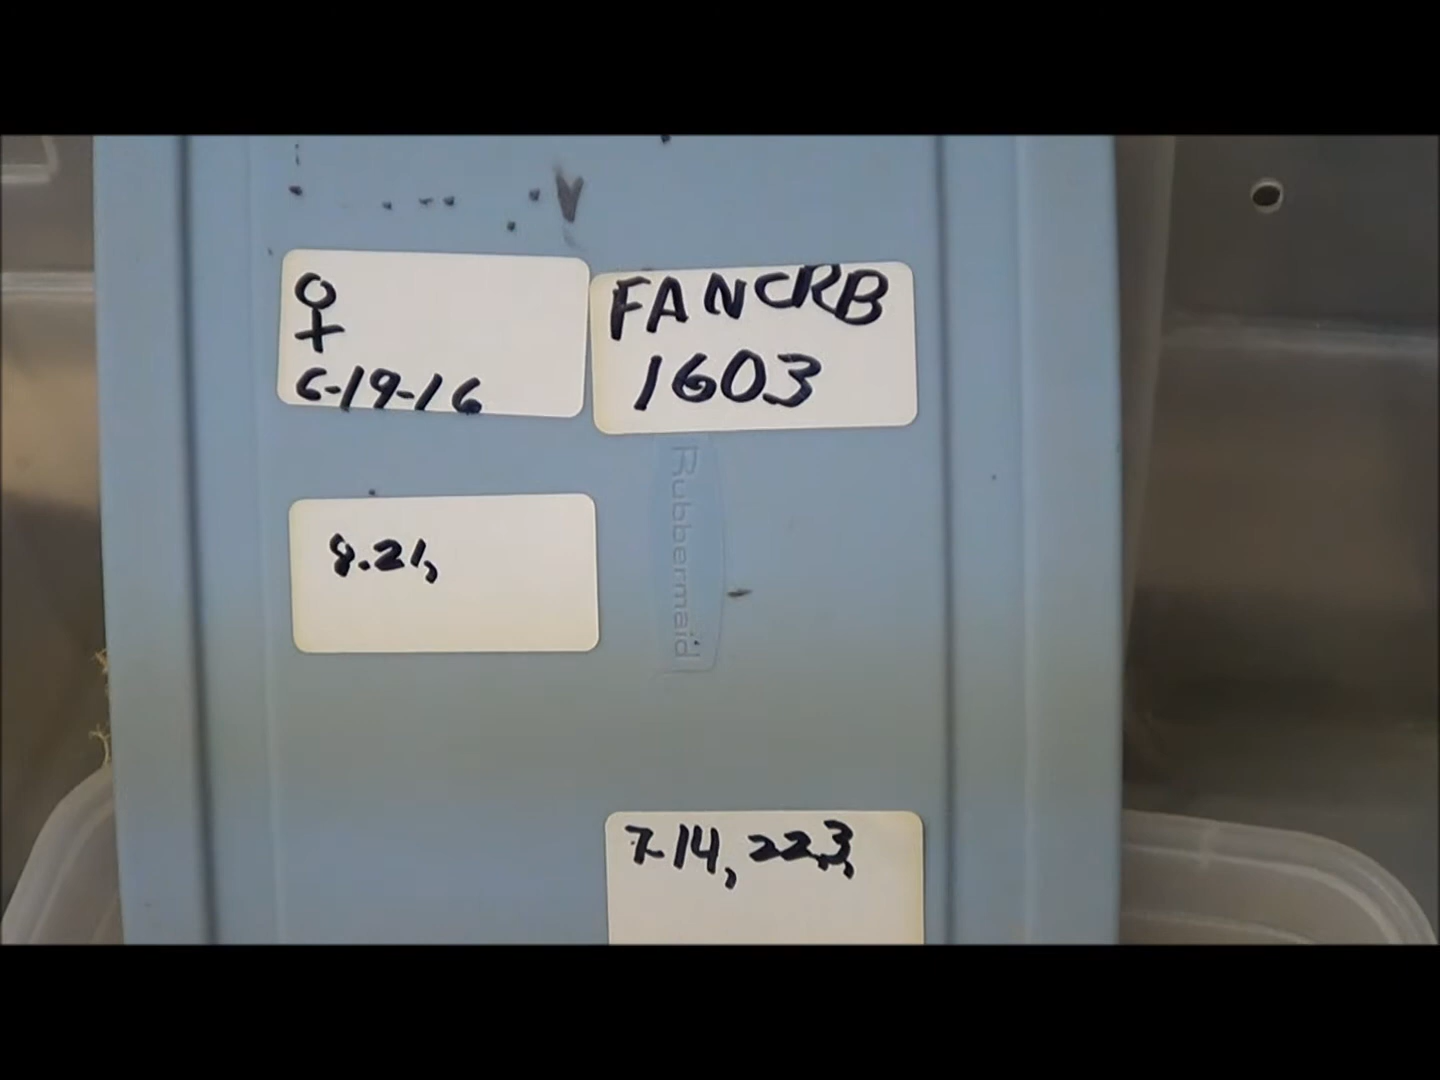 ♀
6-19-16
FANCRB
1603
8.21,
Rubbermaid
7-14, 22.3,